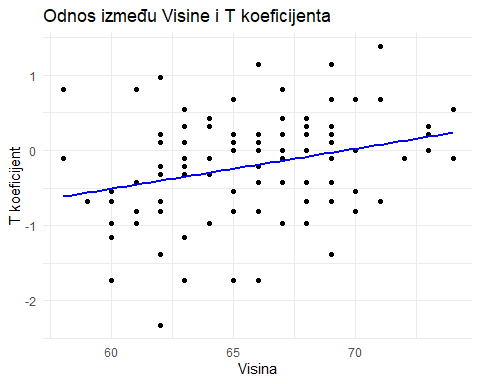 Odnos između Visine i T koeficijenta
T koeficijent
1
0
-1
-2
60
65
70
Visina